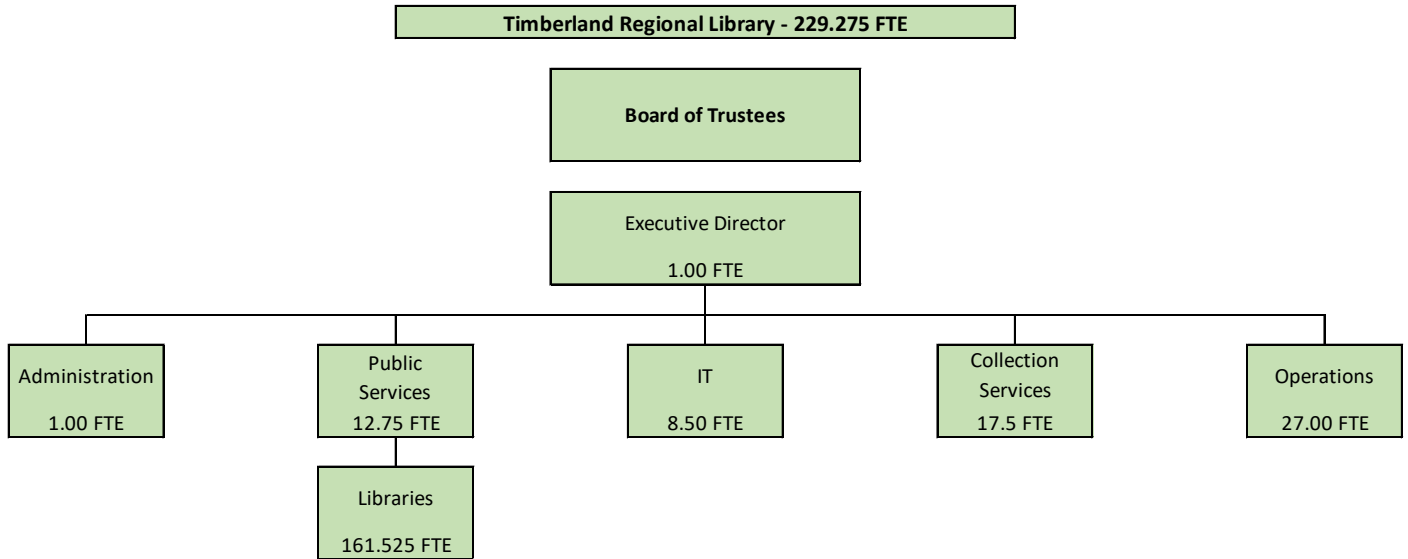 Timberland Regional Library - 229.275 FTE
Board of Trustees
Executive Director
1.00 FTE
Administration
1.00 FTE
Public
Services
12.75 FTE
IT
8.50 FTE
Collection
Services
17.5 FTE
Operations
27.00 FTE
Libraries
161.525 FTE